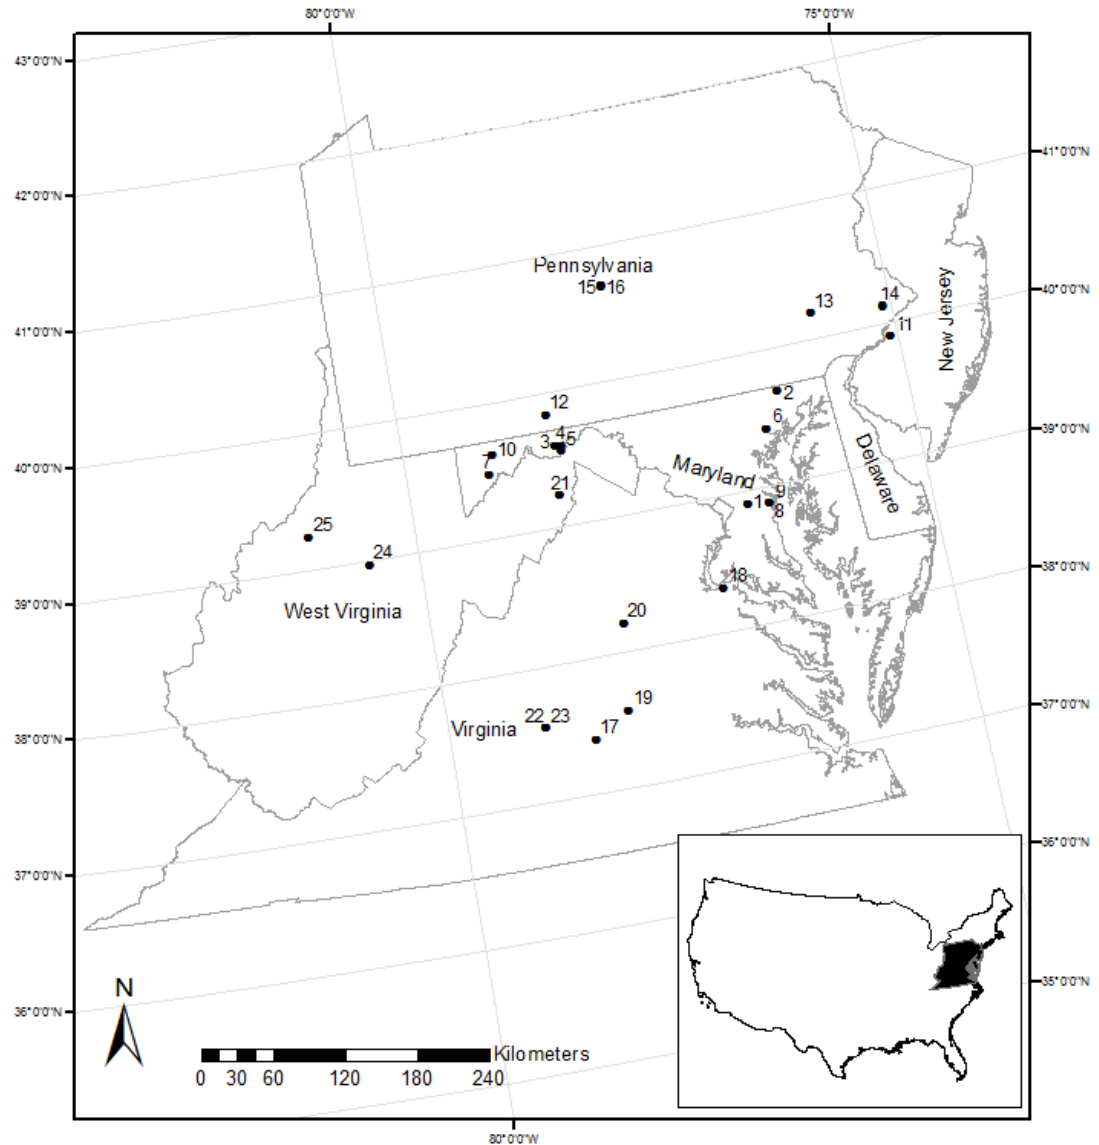 80°0'0"W 75°0'0"W
43°0'0"N
42°0'0"N
41°0'0"N
40°0'0"N
39°0'0"N
38°0'0"N
37°0'0"N
36°0'0"N
41°0'0"N
40°0'0"N
39°0'0"N
38°0'0"N
37°0'0"N
36°0'0"N
35°0'0"N
Pennsylvania
15 16
13
14
11
New Jersey
2
12
6
4
3 5
10
7
Delaware
Maryland
21
9
1
8
25
24
18
West Virginia
20
19
22 23
Virginia
17
N
Kilometers
0 30 60 120 180 240
80°0'0"W